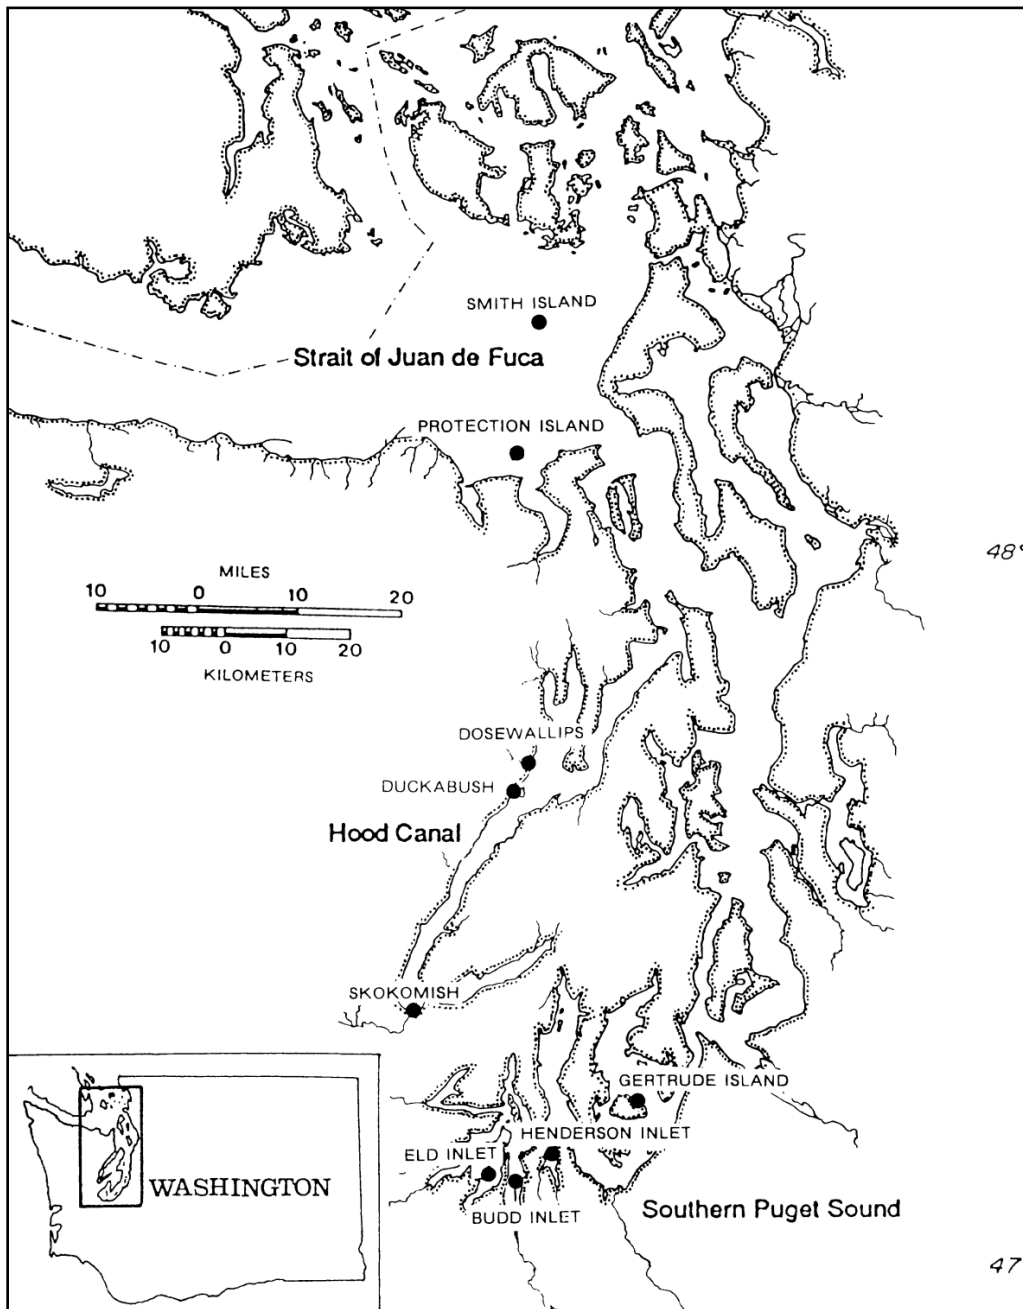 SMITH ISLAND
Strait of Juan de Fuca
PROTECTION ISLAND
48°
MILES
10 0 10 20
10 0 10 20
KILOMETERS
DOSEWALLIPS
DUCKABUSH
Hood Canal
SKOKOMISH
GERTRUDE ISLAND
HENDERSON INLET
ELD INLET
BUDD INLET
WASHINGTON
Southern Puget Sound
47